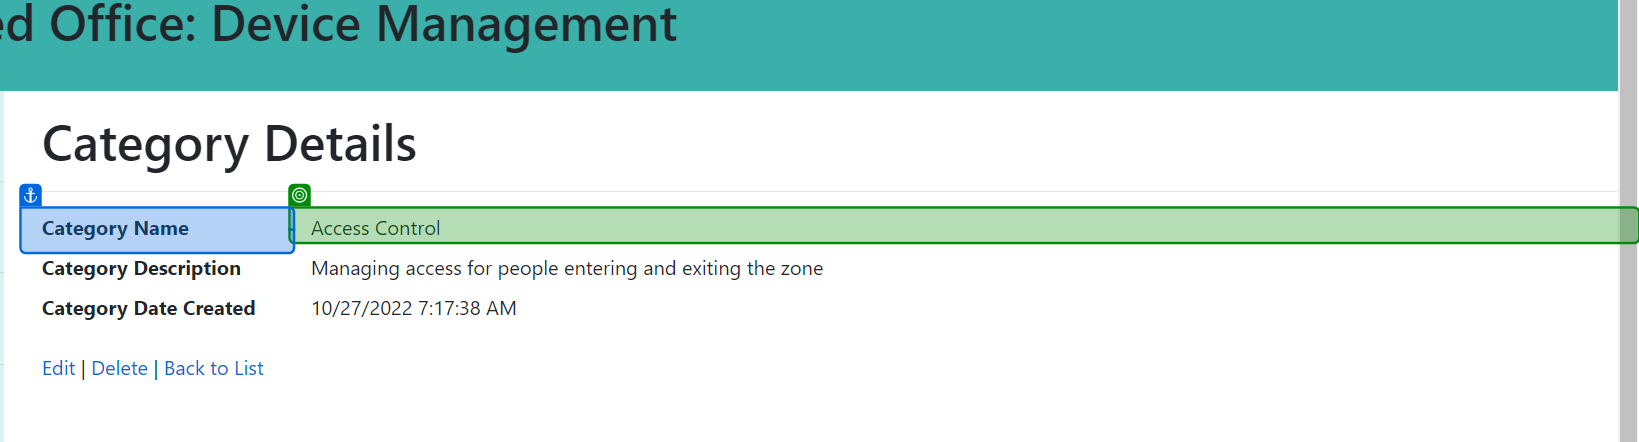 Office: Device Management
Category Details
Category Name Access Control
Category Description Managing access for people entering and exiting the zone
Category Date Created 10/27/2022 7:17:38 AM
Edit | Delete | Back to List